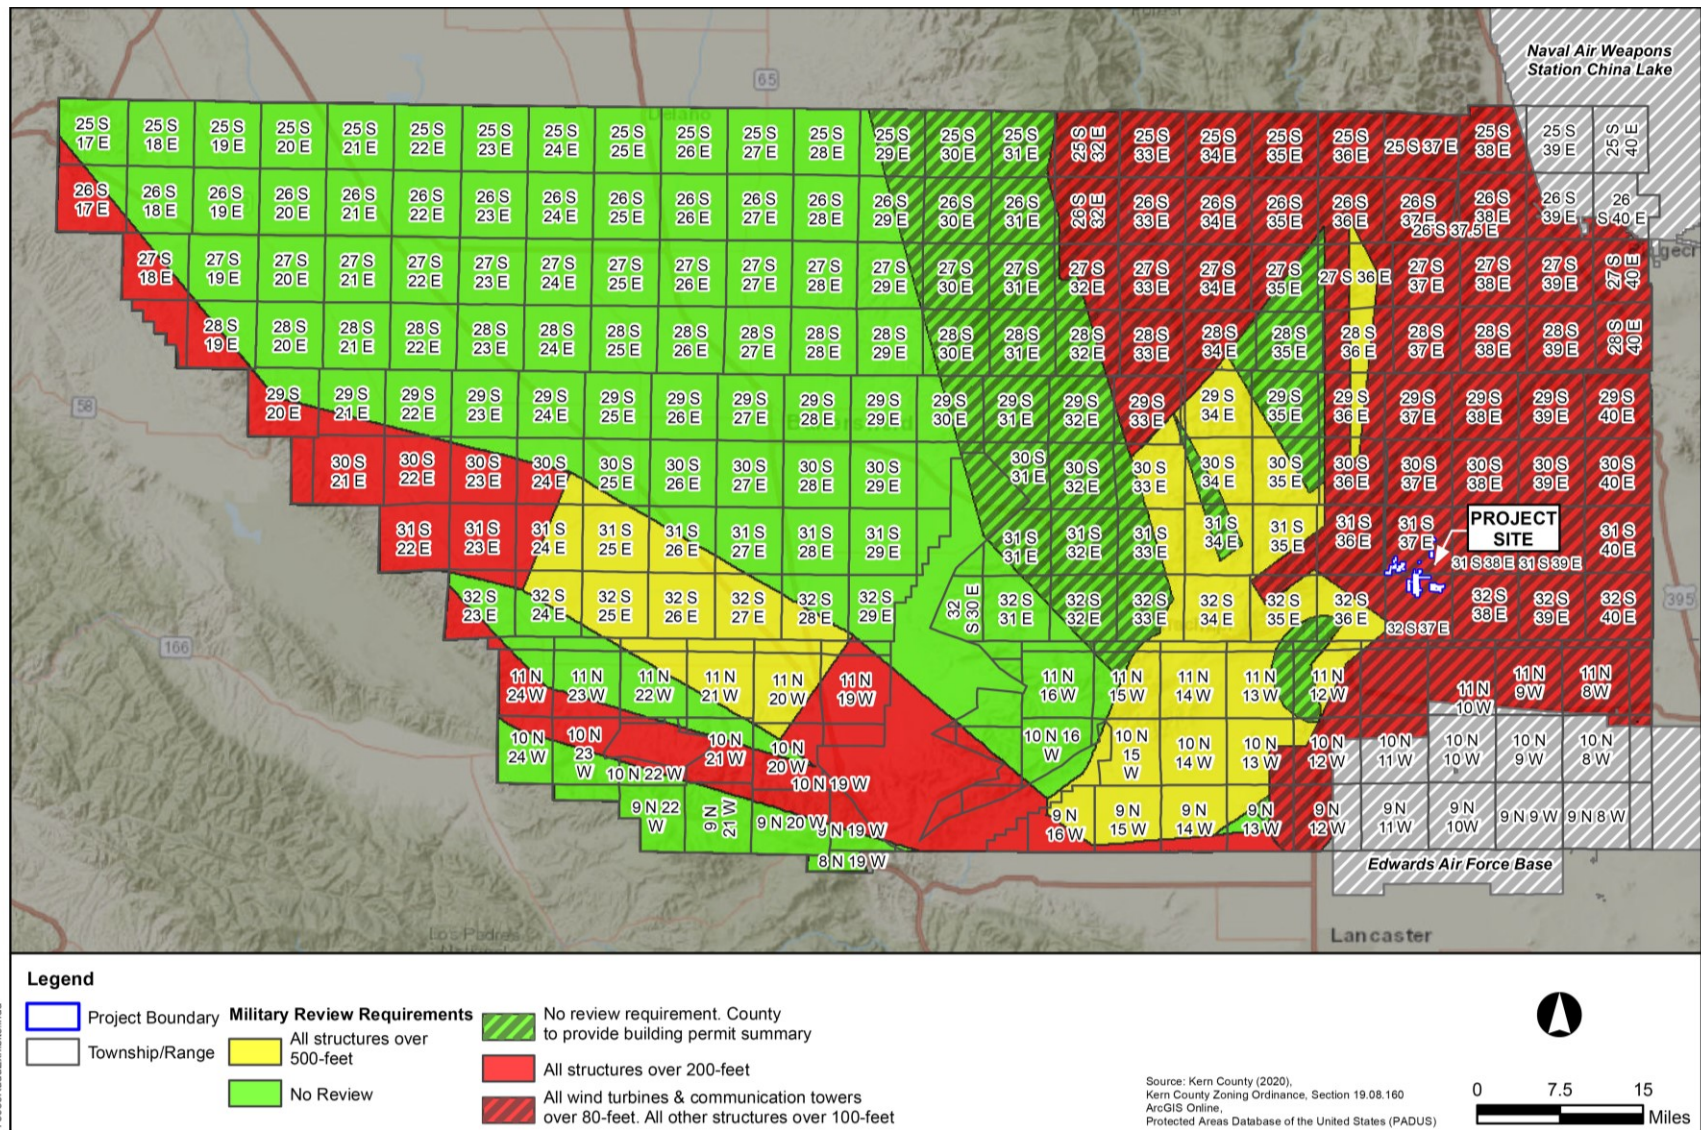 Naval Air Weapons
Station China Lake
65
Delano
25 S
17 E
25 S
18 E
25 S
19 E
25 S
20 E
25 S
21 E
25 S
22 E
25 S
23 E
25 S
24 E
25 S
25 E
25 S
26 E
25 S
27 E
25 S
28 E
25 S
29 E
25 S
30 E
25 S
31 E
25 S
32 E
25 S
33 E
25 S
34 E
25 S
35 E
25 S
36 E
25 S 37 E
25 S
38 E
25 S
39 E
25 S
40 E
26 S
17 E
26 S
18 E
26 S
19 E
26 S
20 E
26 S
21 E
26 S
22 E
26 S
23 E
26 S
24 E
26 S
25 E
26 S
26 E
26 S
27 E
26 S
28 E
26 S
29 E
26 S
30 E
26 S
31 E
26 S
32 E
26 S
33 E
26 S
34 E
26 S
35 E
26 S
36 E
26 S
37 E
26 S 37.5 E
26 S
38 E
26 S
39 E
26
S 40 E
27 S
18 E
27 S
19 E
27 S
20 E
27 S
21 E
27 S
22 E
27 S
23 E
27 S
24 E
27 S
25 E
27 S
26 E
27 S
27 E
27 S
28 E
27 S
29 E
27 S
30 E
27 S
31 E
27 S
32 E
27 S
33 E
27 S
34 E
27 S
35 E
27 S 36 E
27 S
37 E
27 S
38 E
27 S
39 E
27 S
40 E
28 S
19 E
28 S
20 E
28 S
21 E
28 S
22 E
28 S
23 E
28 S
24 E
28 S
25 E
28 S
26 E
28 S
27 E
28 S
28 E
28 S
29 E
28 S
30 E
28 S
31 E
28 S
32 E
28 S
33 E
28 S
34 E
28 S
35 E
28 S
36 E
28 S
37 E
28 S
38 E
28 S
39 E
28 S
40 E
58
29 S
20 E
29 S
21 E
29 S
22 E
29 S
23 E
29 S
24 E
29 S
25 E
29 S
26 E
29 S
27 E
29 S
28 E
29 S
29 E
29 S
30 E
29 S
31 E
29 S
32 E
29 S
33 E
29 S
34 E
29 S
35 E
29 S
36 E
29 S
37 E
29 S
38 E
29 S
39 E
29 S
40 E
30 S
21 E
30 S
22 E
30 S
23 E
30 S
24 E
30 S
25 E
30 S
26 E
30 S
27 E
30 S
28 E
30 S
29 E
30 S
31 E
30 S
32 E
30 S
33 E
30 S
34 E
30 S
35 E
30 S
36 E
30 S
37 E
30 S
38 E
30 S
39 E
30 S
40 E
PROJECT
SITE
31 S
22 E
31 S
23 E
31 S
24 E
31 S
25 E
31 S
26 E
31 S
27 E
31 S
28 E
31 S
29 E
31 S
31 E
31 S
32 E
31 S
33 E
31 S
34 E
31 S
35 E
31 S
36 E
31 S
37 E
31 S 38 E
31 S 39 E
31 S
40 E
32 S
23 E
32 S
24 E
32 S
25 E
32 S
26 E
32 S
27 E
32 S
28 E
32 S
29 E
32
S 30 E
32 S
31 E
32 S
32 E
32 S
33 E
32 S
34 E
32 S
35 E
32 S
36 E
32 S 37 E
32 S
38 E
32 S
39 E
32 S
40 E
395
166
11 N
24 W
11 N
23 W
11 N
22 W
11 N
21 W
11 N
20 W
11 N
19 W
11 N
16 W
11 N
15 W
11 N
14 W
11 N
13 W
11 N
12 W
11 N
10 W
11 N
9 W
11 N
8 W
10 N
24 W
10 N
23
W
10 N 22 W
10 N
21 W
10 N
20 W
10 N 19 W
10 N 16
W
10 N
15
W
10 N
14 W
10 N
13 W
10 N
12 W
10 N
11 W
10 N
10 W
10 N
9 W
10 N
8 W
9 N 22
W
9 N
21 W
9 N 20 W
9 N 19 W
9 N
16 W
9 N
15 W
9 N
14 W
9 N
13 W
9 N
12 W
9 N
11 W
9 N
10 W
9 N 9 W
9 N 8 W
8 N 19 W
Edwards Air Force Base
Los Padres
Lancaster
Legend
Project Boundary
Township/Range
Military Review Requirements
All structures over
500-feet
No Review
No review requirement. County
to provide building permit summary
All structures over 200-feet
All wind turbines & communication towers
over 80-feet. All other structures over 100-feet
Source: Kern County (2020),
Kern County Zoning Ordinance, Section 19.08.160
ArcGIS Online,
Protected Areas Database of the United States (PADUS)
0 7.5 15
Miles